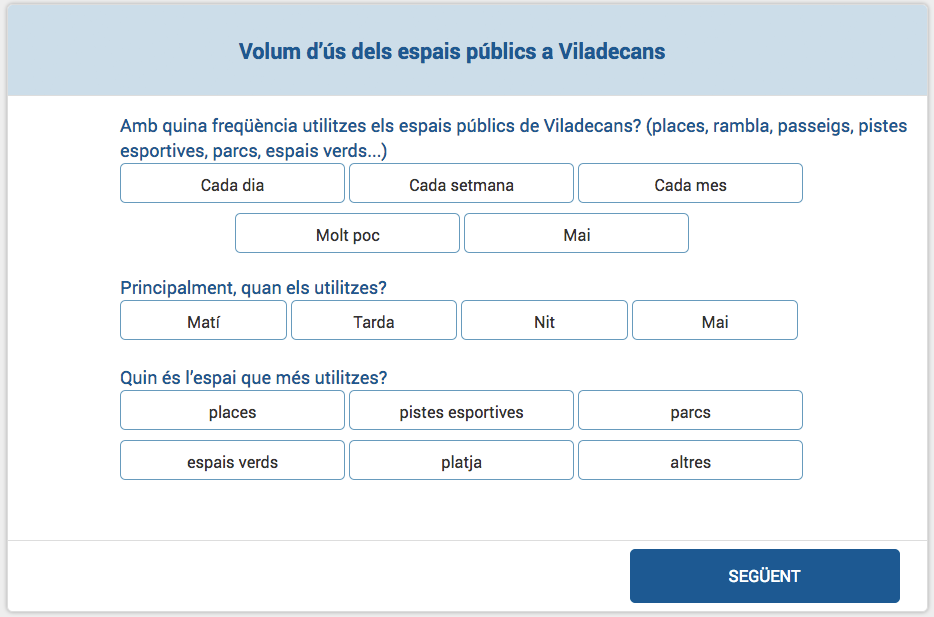 Volum d'ús dels espais públics a Viladecans
Amb quina freqüència utilitzes els espais públics de Viladecans? (places, rambla, passeigs, pistes
esportives, parcs, espais verds...)
Cada dia
Cada setmana
Cada mes
Molt poc
Mai
Principalment, quan els utilitzes?
Matí
Tarda
Nit
Mai
Quin és l'espai que més utilitzes?
places
pistes esportives
parcs
espais verds
platja
altres
SEGÜENT